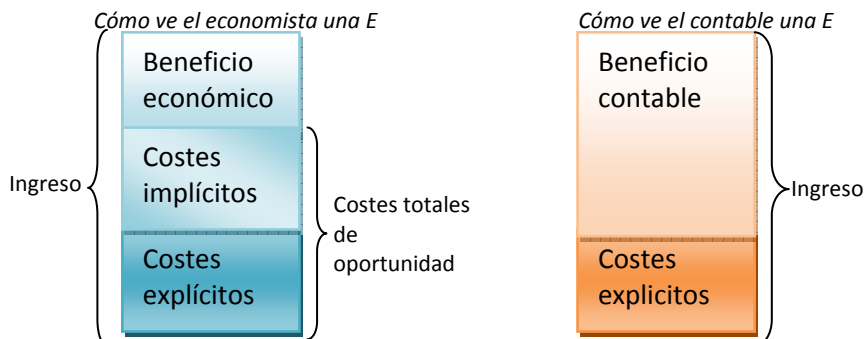 Cómo ve el economista una E
Beneficio
económico
Costes
implícitos
Costes
explícitos
Ingreso
Costes totales
de
oportunidad
Cómo ve el contable una E
Beneficio
contable
Costes
explicitos
Ingreso